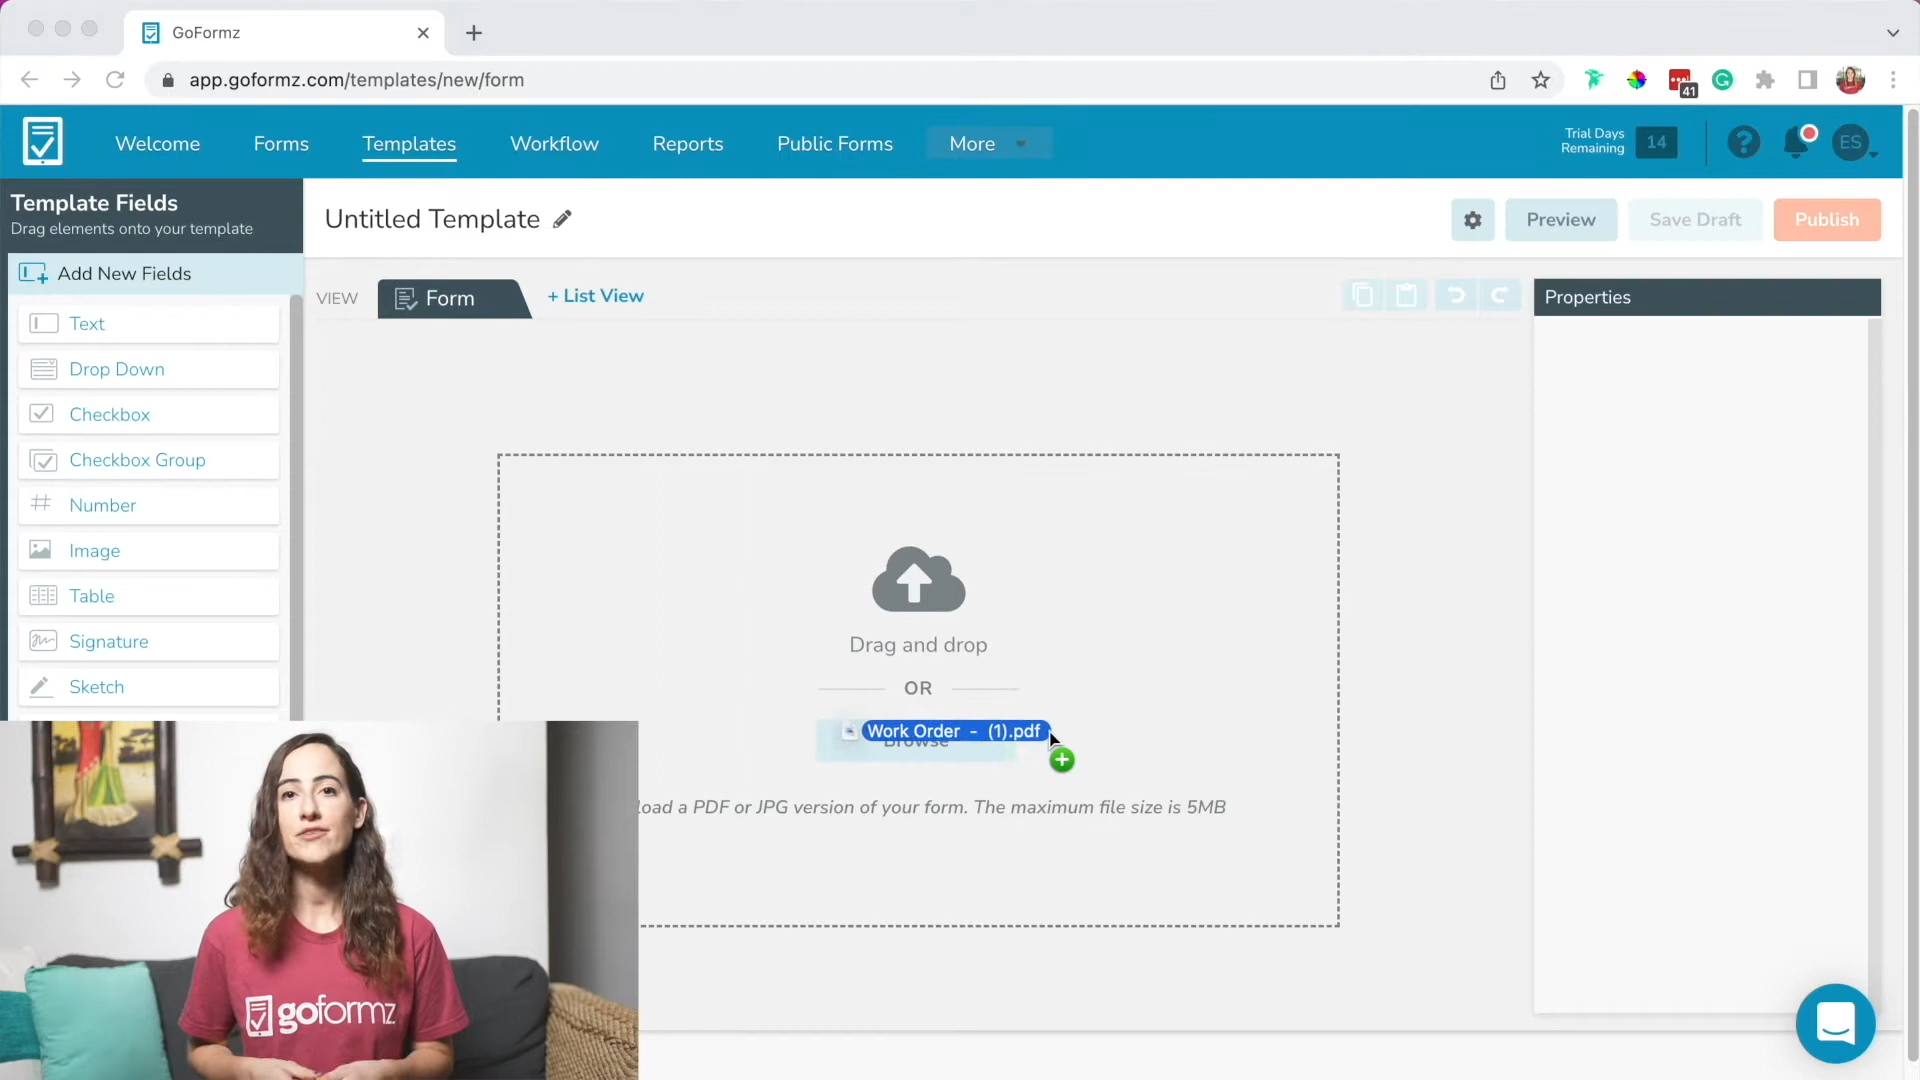 GoFormz
app.goformz.com/templates/new/form
41
Welcome
Forms
Templates
Workflow
Reports
Public Forms
More
Trial Days
Remaining
14
ES
Template Fields
Drag elements onto your template
Untitled Template
Preview
Save Draft
Publish
Add New Fields
VIEW
Form
+ List View
Properties
Text
Drop Down
Checkbox
Checkbox Group
Number
Image
Table
Signature
Sketch
Drag and drop
OR
Work Order - (1).pdf
Browse
load a PDF or JPG version of your form. The maximum file size is 5MB
goformz